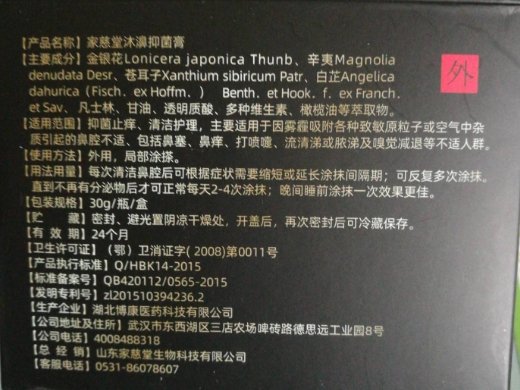 【产品名称】家慈堂沐濞抑菌膏
【主要成分】金银花Lonicera japonica Thunb、辛夷Magnolia
denudata Desr、苍耳子Xanthium sibiricum Patr、白芷Angelica
dahurica (Fisch. ex Hoffm.) Benth. et Hook. f. ex Franch.
et Sav、凡士林、甘油、透明质酸、多种维生素、橄榄油等萃取物。
外
【适用范围】抑菌止痒、清洁护理，主要适用于因雾霾吸附各种致敏原粒子或空气中杂
质引起的鼻腔不适、包括鼻塞、鼻痒、打喷嚏、流清涕或脓涕及嗅觉减退等不适人群。
【使用方法】外用，局部涂搽。
【用法用量】每次清洁鼻腔后可根据症状需要缩短或延长涂抹间隔期；可反复多次涂抹，
直到不再有分泌物后才可正常每天2-4次涂抹；晚间睡前涂抹一次效果更佳。
【包装规格】30g/瓶/盒
【贮 藏】密封、避光置阴凉干燥处，开盖后，再次密封后可冷藏保存。
【有 效 期】24个月
【卫生许可证】（鄂）卫消证字( 2008)第0011号
【产品执行标准】Q/HBK14-2015
【标准备案号】QB420112/0565-2015
【发明专利号】zl201510394236.2
【生产企业】湖北博康医药科技有限公司
【公司地址及住所】武汉市东西湖区三店农场啤砖路德思远工业园8号
【公司电话】4008488318
【总 经 销】山东家慈堂生物科技有限公司
【客服电话】0531-86078607